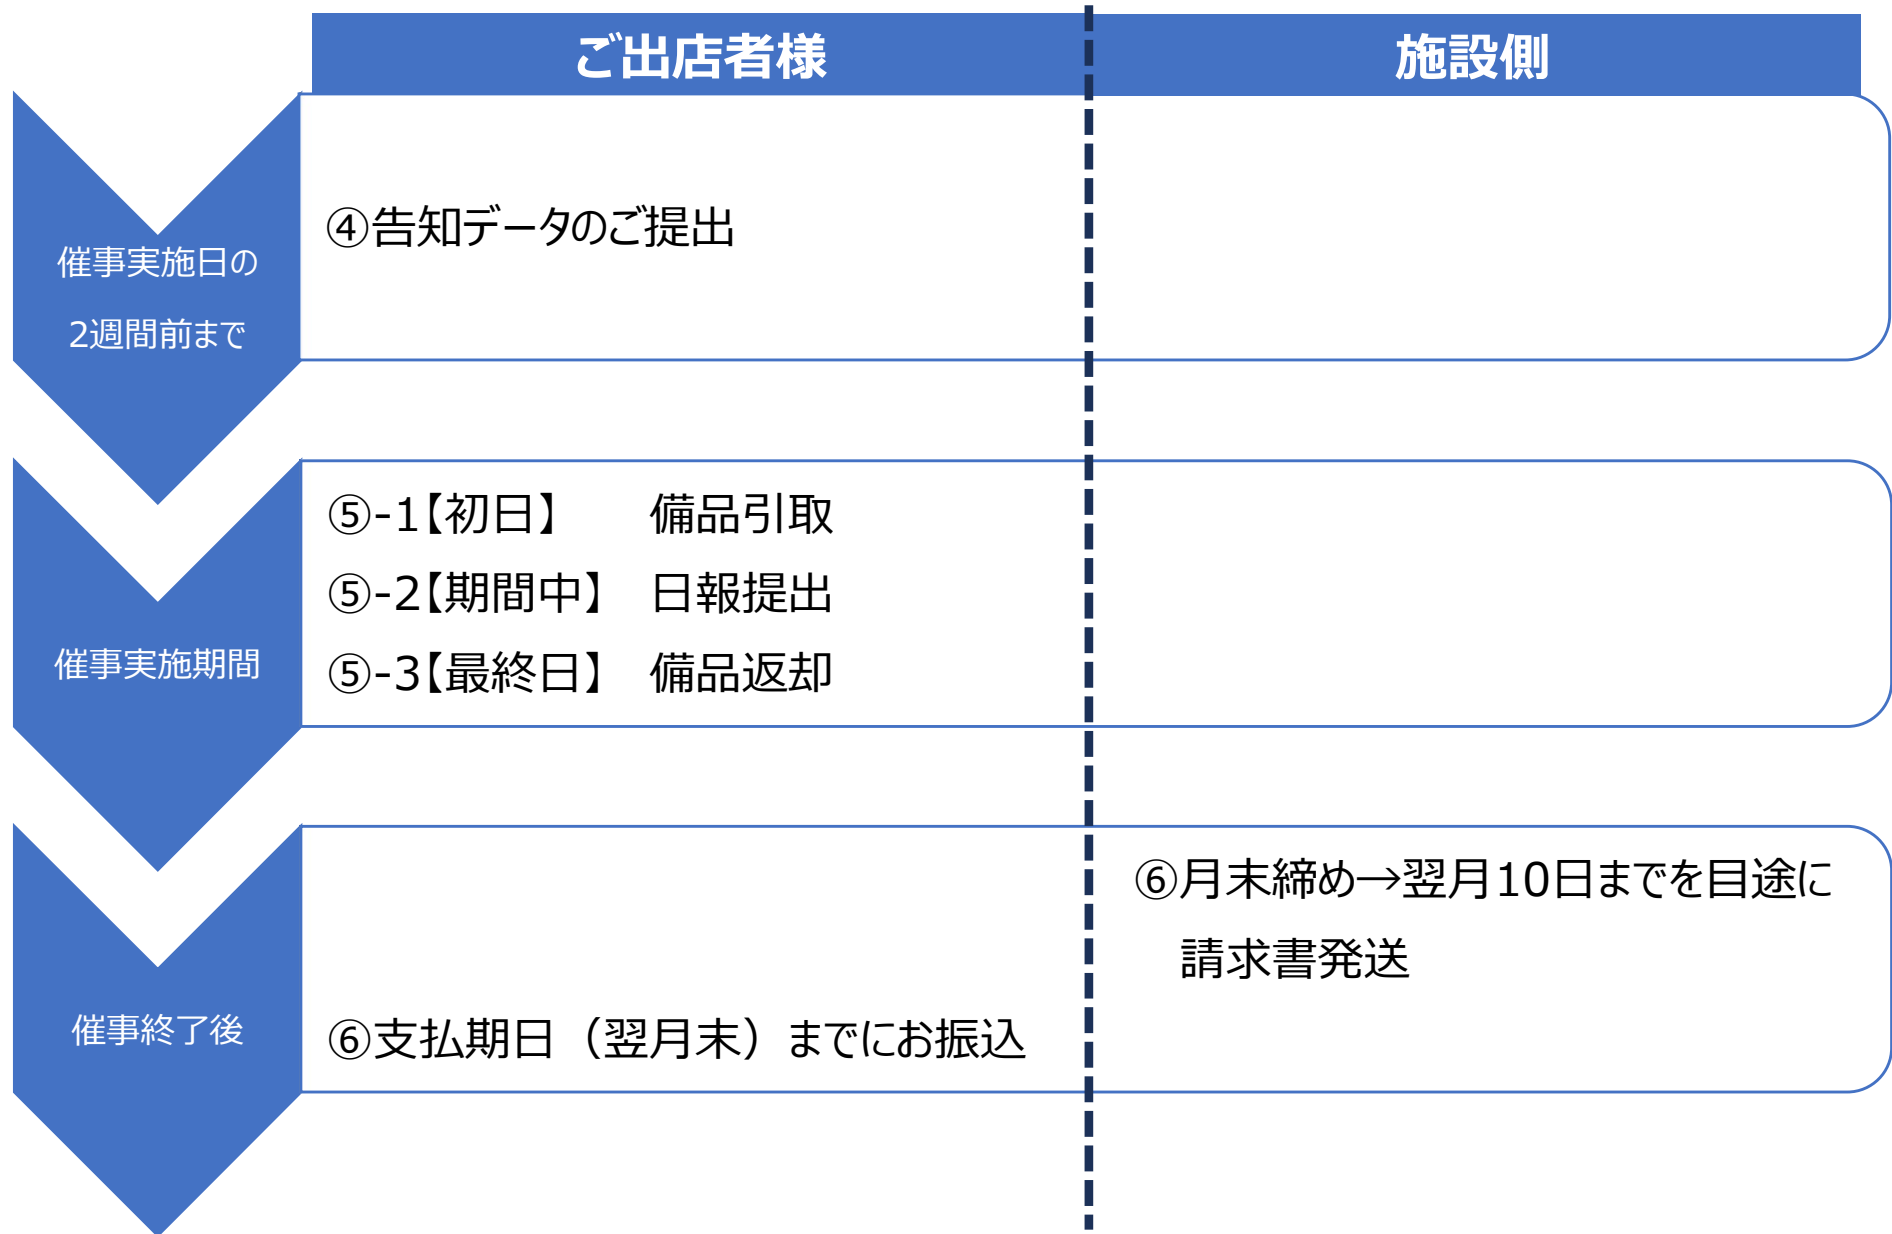 ご出店者様
施設側
催事実施日の
2週間前まで
④告知データのご提出
催事実施期間
⑤-1【初日】　備品引取
⑤-2【期間中】　日報提出
⑤-3【最終日】　備品返却
催事終了後
⑥月末締め→翌月10日までを目途に
請求書発送
⑥支払期日（翌月末）までにお振込